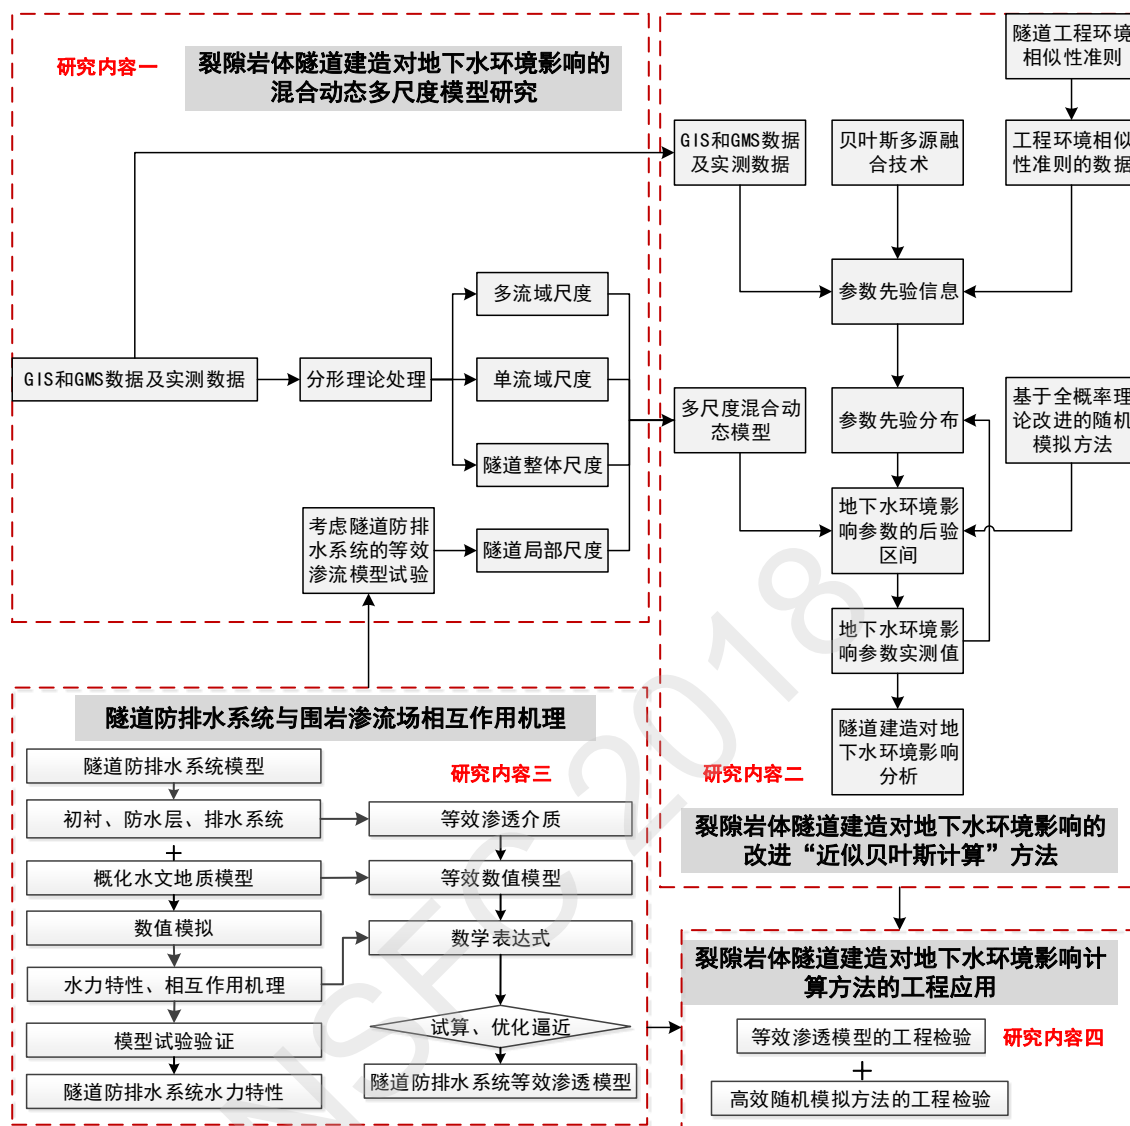 研究内容一
裂隙岩体隧道建造对地下水环境影响的
混合动态多尺度模型研究
GIS和GMS数据及实测数据
分形理论处理
多流域尺度
单流域尺度
隧道整体尺度
考虑隧道防排
水系统的等效
渗流模型试验
隧道局部尺度
隧道工程环境
相似性准则
GIS和GMS数据
及实测数据
贝叶斯多源融
合技术
工程环境相似
性准则的数据
参数先验信息
多尺度混合动
态模型
参数先验分布
基于全概率理
论改进的随机
模拟方法
地下水环境影
响参数的后验
区间
地下水环境影
响参数实测值
隧道建造对地
下水环境影响
分析
研究内容二
裂隙岩体隧道建造对地下水环境影响的
改进“近似贝叶斯计算”方法
隧道防排水系统与围岩渗流场相互作用机理
研究内容三
隧道防排水系统模型
初衬、防水层、排水系统
+
概化水文地质模型
数值模拟
水力特性、相互作用机理
模型试验验证
隧道防排水系统水力特性
等效渗透介质
等效数值模型
数学表达式
试算、优化逼近
隧道防排水系统等效渗透模型
裂隙岩体隧道建造对地下水环境影响计
算方法的工程应用
等效渗透模型的工程检验
研究内容四
+
高效随机模拟方法的工程检验
NSFC 2018